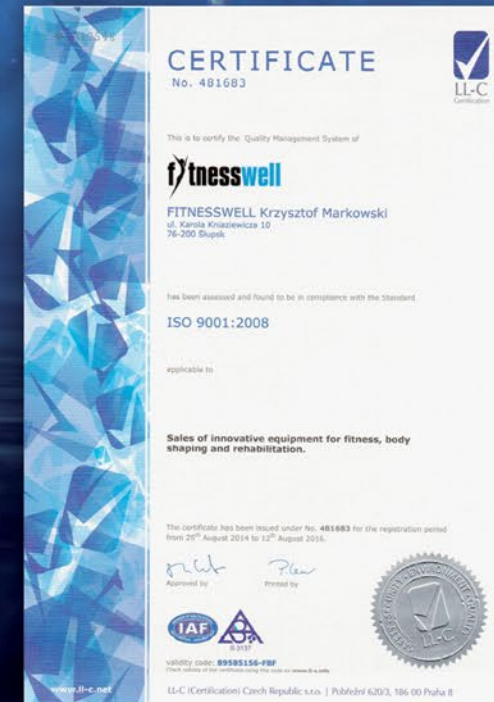 CERTIFICATE
No. 481683
LL-C
Certification
This is to certify the Quality Management System of
fitnesswell
FITNESSWELL Krzysztof Markowski
ul. Karola Kniaziewicza 10
76-200 Słupsk
has been assessed and found to be in compliance with the Standard
ISO 9001:2008
applicable to
Sales of innovative equipment for fitness, body
shaping and rehabilitation.
The certificate has been issued under No. 481683 for the registration period
from 26th August 2014 to 12th August 2016.
Approved by
Printed by
IAF
validity code: B9585156-FBF
LL-C
www.ll-c.net
LL-C (Certification) Czech Republic s.r.o. | Pobřežní 620/3, 186 00 Praha 8